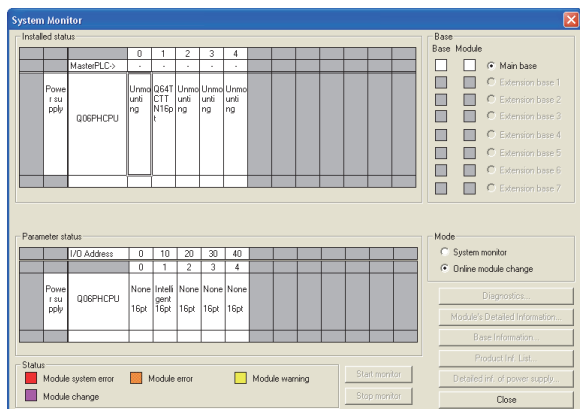 System Monitor
Installed status
0 1 2 3 4
MasterPLC-> - - - - -
Powe Unmo Q64T Unmo Unmo Unmo
r su unti CTT unti unti unti
pply Q06PHCPU ng N16p ng ng ng
t
Base
Base Module
Main base
Extension base 1
Extension base 2
Extension base 3
Extension base 4
Extension base 5
Extension base 6
Extension base 7
Parameter status
I/O Address 0 10 20 30 40
0 1 2 3 4
Powe None Intelli None None None
r su Q06PHCPU gent
pply 16pt 16pt 16pt 16pt 16pt
Mode
System monitor
Online module change
Diagnostics...
Module's Detailed Information...
Base Information...
Product Inf. List...
Detailed inf. of power supply...
Close
Status
Module system error Module error Module warning
Module change
Start monitor
Stop monitor